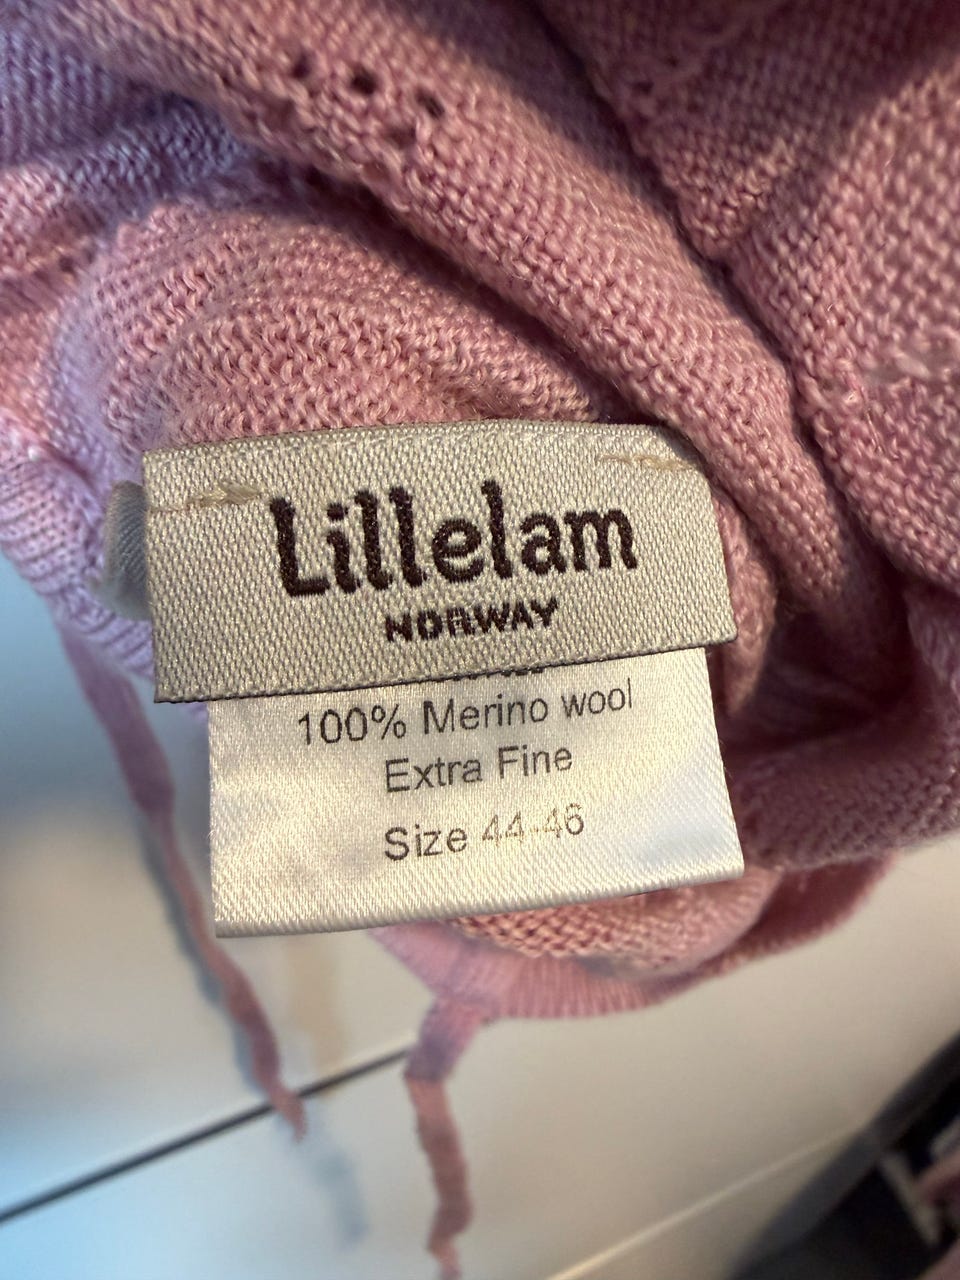 Lillelam
NORWAY
100% Merino wool
Extra Fine
Size 44-46